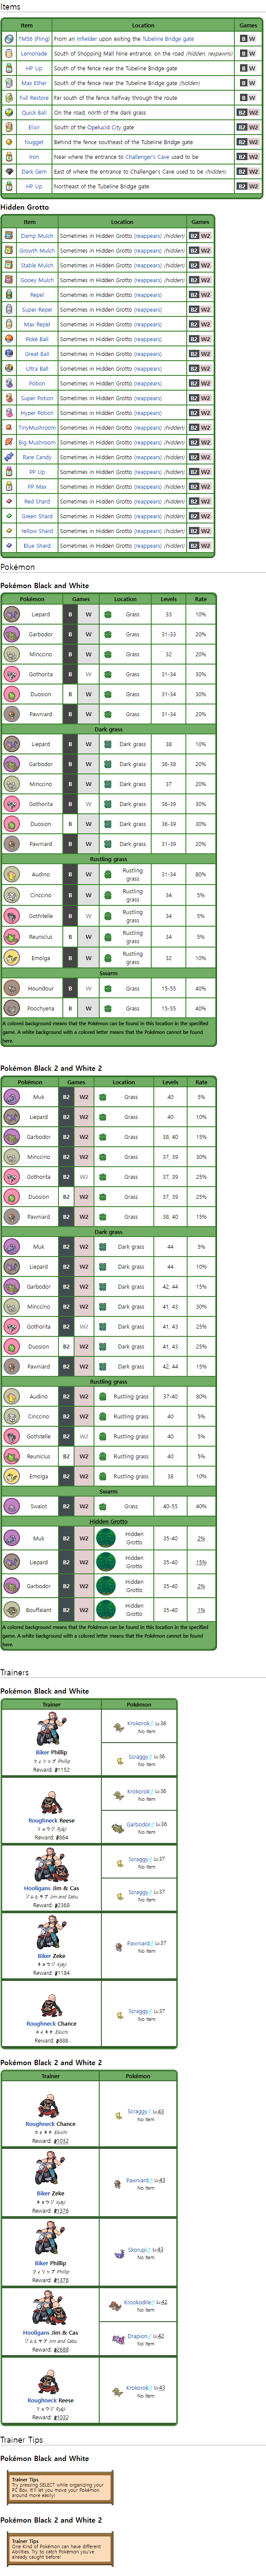 Items
Item Location Games
TM56 (Fling) From an Infielder upon exiting the Tubeline Bridge gate B W
Lemonade South of Shopping Mall Nine entrance, on the road (hidden, respawns) B W
HP Up South of the fence near the Tubeline Bridge gate B W
Max Ether South of the fence near the Tubeline Bridge gate (hidden) B W
Full Restore Far south of fence halfway through the route B W
Quick Ball On the road, north of the dark grass B2 W2
Elixir South of the Opelucid City gate B2 W2
Nugget Behind the fence southeast of the Tubeline Bridge gate B2 W2
Iron Near where the entrance to Challenger's Cave used to be B2 W2
Dark Gem East of where the entrance to Challenger's Cave used to be (hidden) B2 W2
HP Up Northeast of the Tubeline Bridge gate B2 W2
Hidden Grotto
Item Location Games
Damp Mulch Sometimes in Hidden Grotto (reappears) (hidden) B2 W2
Growth Mulch Sometimes in Hidden Grotto (reappears) (hidden) B2 W2
Stable Mulch Sometimes in Hidden Grotto (reappears) (hidden) B2 W2
Gooey Mulch Sometimes in Hidden Grotto (reappears) (hidden) B2 W2
Repel Sometimes in Hidden Grotto (reappears) B2 W2
Super Repel Sometimes in Hidden Grotto (reappears) B2 W2
Max Repel Sometimes in Hidden Grotto (reappears) B2 W2
Poké Ball Sometimes in Hidden Grotto (reappears) B2 W2
Great Ball Sometimes in Hidden Grotto (reappears) B2 W2
Ultra Ball Sometimes in Hidden Grotto (reappears) B2 W2
Potion Sometimes in Hidden Grotto (reappears) B2 W2
Super Potion Sometimes in Hidden Grotto (reappears) B2 W2
Hyper Potion Sometimes in Hidden Grotto (reappears) B2 W2
TinyMushroom Sometimes in Hidden Grotto (reappears) (hidden) B2 W2
Big Mushroom Sometimes in Hidden Grotto (reappears) (hidden) B2 W2
Rare Candy Sometimes in Hidden Grotto (reappears) (hidden) B2 W2
PP Up Sometimes in Hidden Grotto (reappears) (hidden) B2 W2
PP Max Sometimes in Hidden Grotto (reappears) (hidden) B2 W2
Red Shard Sometimes in Hidden Grotto (reappears) (hidden) B2 W2
Green Shard Sometimes in Hidden Grotto (reappears) (hidden) B2 W2
Yellow Shard Sometimes in Hidden Grotto (reappears) (hidden) B2 W2
Blue Shard Sometimes in Hidden Grotto (reappears) (hidden) B2 W2
Pokémon
Pokémon Black and White
Pokémon Games Location Levels Rate
Liepard B W Grass 33 10%
Garbodor B W Grass 31-33 20%
Minccino B W Grass 32 20%
Gothorita B W Grass 31-34 30%
Duosion B W Grass 31-34 30%
Pawniard B W Grass 31-34 20%
Dark grass
Liepard B W Dark grass 38 10%
Garbodor B W Dark grass 36-38 20%
Minccino B W Dark grass 37 20%
Gothorita B W Dark grass 36-39 30%
Duosion B W Dark grass 36-39 30%
Pawniard B W Dark grass 31-39 20%
Rustling grass
Audino B W Rustling grass 31-34 80%
Cinccino B W Rustling grass 34 5%
Gothitelle B W Rustling grass 34 5%
Reuniclus B W Rustling grass 34 5%
Emolga B W Rustling grass 32 10%
Swarm
Houndour B W Grass 15-55 40%
Poochyena B W Grass 15-55 40%
A colored background means that the Pokémon can be found in this location in the specified
game. A white background with a colored letter means that the Pokémon cannot be found
here.
Pokémon Black 2 and White 2
Pokémon Games Location Levels Rate
Muk B2 W2 Grass 40 5%
Liepard B2 W2 Grass 40 10%
Garbodor B2 W2 Grass 38, 40 15%
Minccino B2 W2 Grass 37, 39 30%
Gothorita B2 W2 Grass 37, 39 25%
Duosion B2 W2 Grass 37, 39 25%
Pawniard B2 W2 Grass 38, 40 15%
Dark grass
Muk B2 W2 Dark grass 44 5%
Liepard B2 W2 Dark grass 44 10%
Garbodor B2 W2 Dark grass 42, 44 15%
Minccino B2 W2 Dark grass 41, 43 30%
Gothorita B2 W2 Dark grass 41, 43 25%
Duosion B2 W2 Dark grass 41, 43 25%
Pawniard B2 W2 Dark grass 42, 44 15%
Rustling grass
Audino B2 W2 Rustling grass 37-40 80%
Cinccino B2 W2 Rustling grass 40 5%
Gothitelle B2 W2 Rustling grass 40 5%
Reuniclus B2 W2 Rustling grass 40 5%
Emolga B2 W2 Rustling grass 38 10%
Swarm
Swalot B2 W2 Grass 40-55 40%
Hidden Grotto
Muk B2 W2 Hidden Grotto 35-40 2%
Liepard B2 W2 Hidden Grotto 35-40 15%
Garbodor B2 W2 Hidden Grotto 35-40 2%
Bouffalant B2 W2 Hidden Grotto 35-40 1%
A colored background means that the Pokémon can be found in this location in the specified
game. A white background with a colored letter means that the Pokémon cannot be found
here.
Trainers
Pokémon Black and White
Trainer Pokémon
Biker Phillip
フィリップ Phillip
Reward: 1152
Krokorok♂ Lv.36
No item
Scraggy♂ Lv.36
No item
Roughneck Reese
リョウジ Ryōji
Reward: 864
Krokorok♂ Lv.36
No item
Garbodor♂ Lv.36
No item
Hooligans Jim & Cas
ジムとサブ Jim and Sabu
Reward: 2368
Scraggy♂ Lv.37
No item
Scraggy♂ Lv.37
No item
Biker Zeke
キョウジ Kyōji
Reward: 1184
Pawniard♂ Lv.37
No item
Roughneck Chance
エイキチ Eikichi
Reward: 888
Scraggy♂ Lv.37
No item
Pokémon Black 2 and White 2
Trainer Pokémon
Roughneck Chance
エイキチ Eikichi
Reward: 1032
Scraggy♂ Lv.43
No item
Biker Zeke
キョウジ Kyōji
Reward: 1376
Pawniard♂ Lv.43
No item
Biker Phillip
フィリップ Phillip
Reward: 1376
Skorupi♂ Lv.43
No item
Hooligans Jim & Cas
ジムとサブ Jim and Sabu
Reward: 2688
Krookodile♂ Lv.42
No item
Drapion♂ Lv.42
No item
Roughneck Reese
リョウジ Ryōji
Reward: 1032
Krokorok♂ Lv.43
No item
Trainer Tips
Pokémon Black and White
Trainer Tips
Try pressing SELECT while organizing your
PC Box. It'll let you move your Pokémon
around more easily!
Pokémon Black 2 and White 2
Trainer Tips
One kind of Pokémon can have different
Abilities. Try to catch Pokémon you've
already caught before!